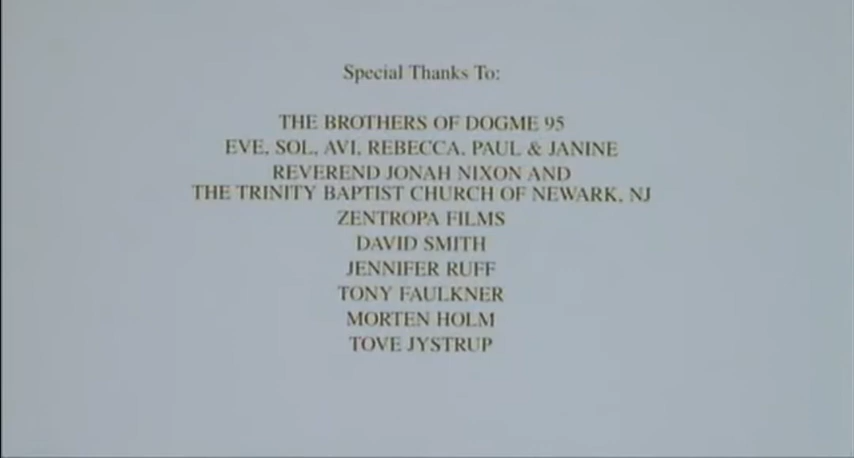 Special Thanks To:
THE BROTHERS OF DOGME 95
EVE, SOL, AVI, REBECCA, PAUL & JANINE
REVEREND JONAH NIXON AND
THE TRINITY BAPTIST CHURCH OF NEWARK, NJ
ZENTROPA FILMS
DAVID SMITH
JENNIFER RUFF
TONY FAULKNER
MORTEN HOLM
TOVE JYSTRUP